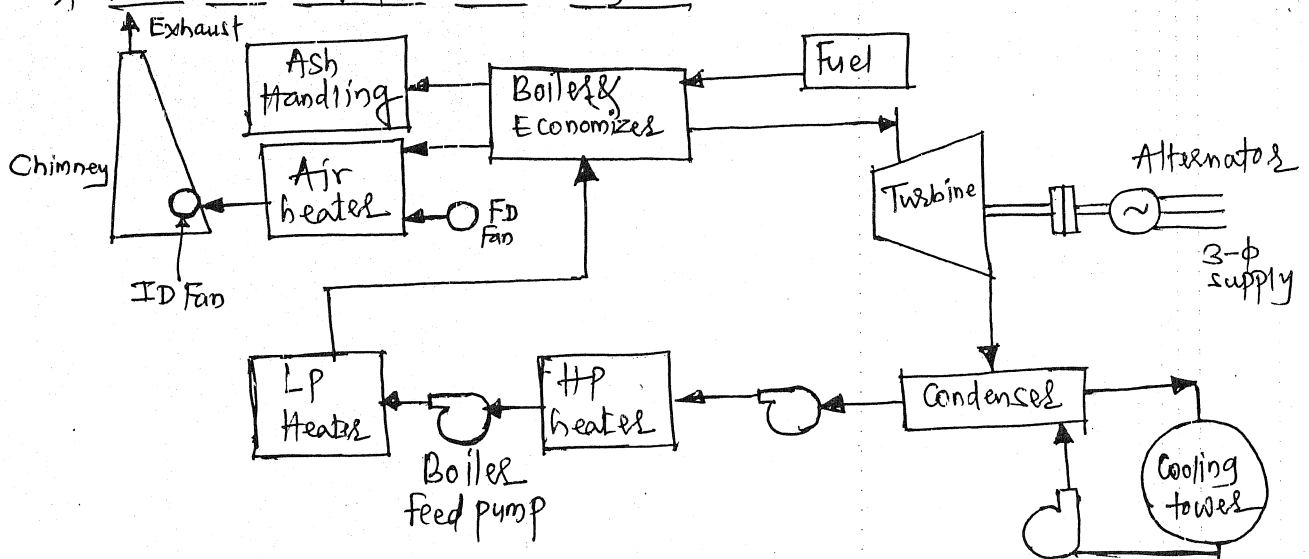 Exhaust
Ash
Handling
Boiler &
Economizer
Fuel
Chimney
Air
heater
FD
Fan
ID Fan
Turbine
Alternator
~
3-ϕ
supply
LP
Heater
HP
heater
Boiler
feed pump
Condenser
Cooling
tower